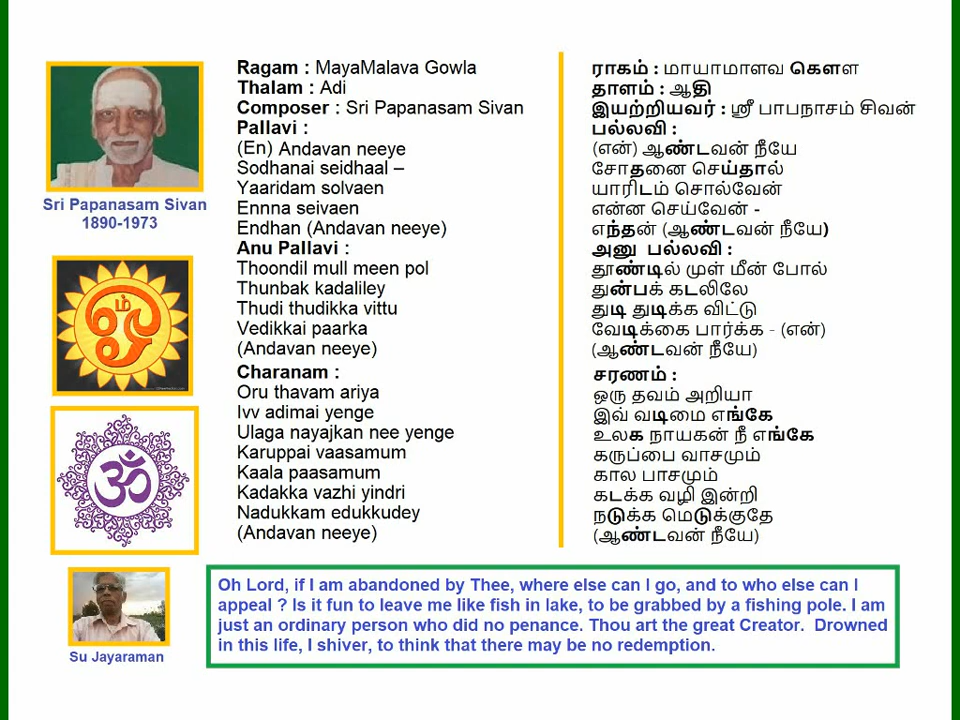 Sri Papanasam Sivan
1890-1973
ம்
ஓ
ॐ
Su Jayaraman
Ragam : MayaMalava Gowla
Thalam : Adi
Composer : Sri Papanasam Sivan
Pallavi :
(En) Andavan neeye
Sodhanai seidhaal –
Yaaridam solvaen
Ennna seivaen
Endhan (Andavan neeye)
Anu Pallavi :
Thoondil mull meen pol
Thunbak kadaliley
Thudi thudikka vittu
Vedikkai paarka
(Andavan neeye)
Charanam :
Oru thavam ariya
Ivv adimai yenge
Ulaga nayajkan nee yenge
Karuppai vaasamum
Kaala paasamum
Kadakka vazhi yindri
Nadukkam edukkudey
(Andavan neeye)
ராகம் : மாயாமாளவ கௌள
தாளம் : ஆதி
இயற்றியவர் : ஸ்ரீ பாபநாசம் சிவன்
பல்லவி :
(என்) ஆண்டவன் நீயே
சோதனை செய்தால்
யாரிடம் சொல்வேன்
என்ன செய்வேன் -
எந்தன் (ஆண்டவன் நீயே)
அனு பல்லவி :
தூண்டில் முள் மீன் போல்
துன்பக் கடலிலே
துடி துடிக்க விட்டு
வேடிக்கை பார்க்க - (என்)
(ஆண்டவன் நீயே)
சரணம் :
ஒரு தவம் அறியா
இவ் வடிமை எங்கே
உலக நாயகன் நீ எங்கே
கருப்பை வாசமும்
கால பாசமும்
கடக்க வழி இன்றி
நடுக்க மெடுக்குதே
(ஆண்டவன் நீயே)
Oh Lord, if I am abandoned by Thee, where else can I go, and to who else can I
appeal ? Is it fun to leave me like fish in lake, to be grabbed by a fishing pole. I am
just an ordinary person who did no penance. Thou art the great Creator. Drowned
in this life, I shiver, to think that there may be no redemption.